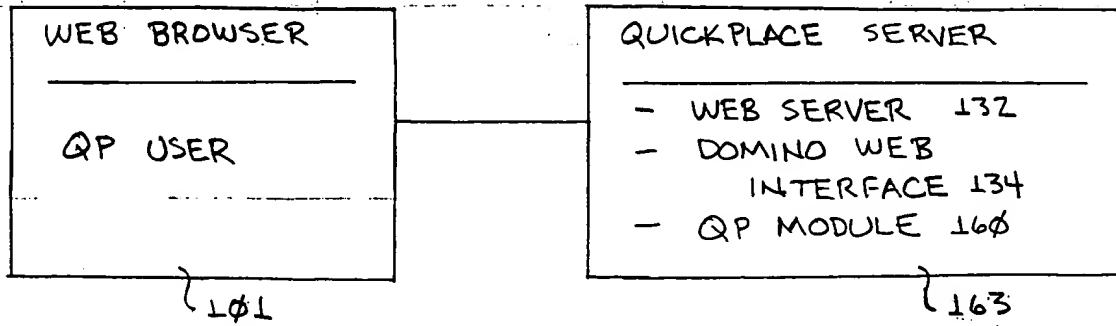 WEB BROWSER
QP USER
101
QUICKPLACE SERVER
- WEB SERVER 132
- DOMINO WEB
INTERFACE 134
- QP MODULE 160
163